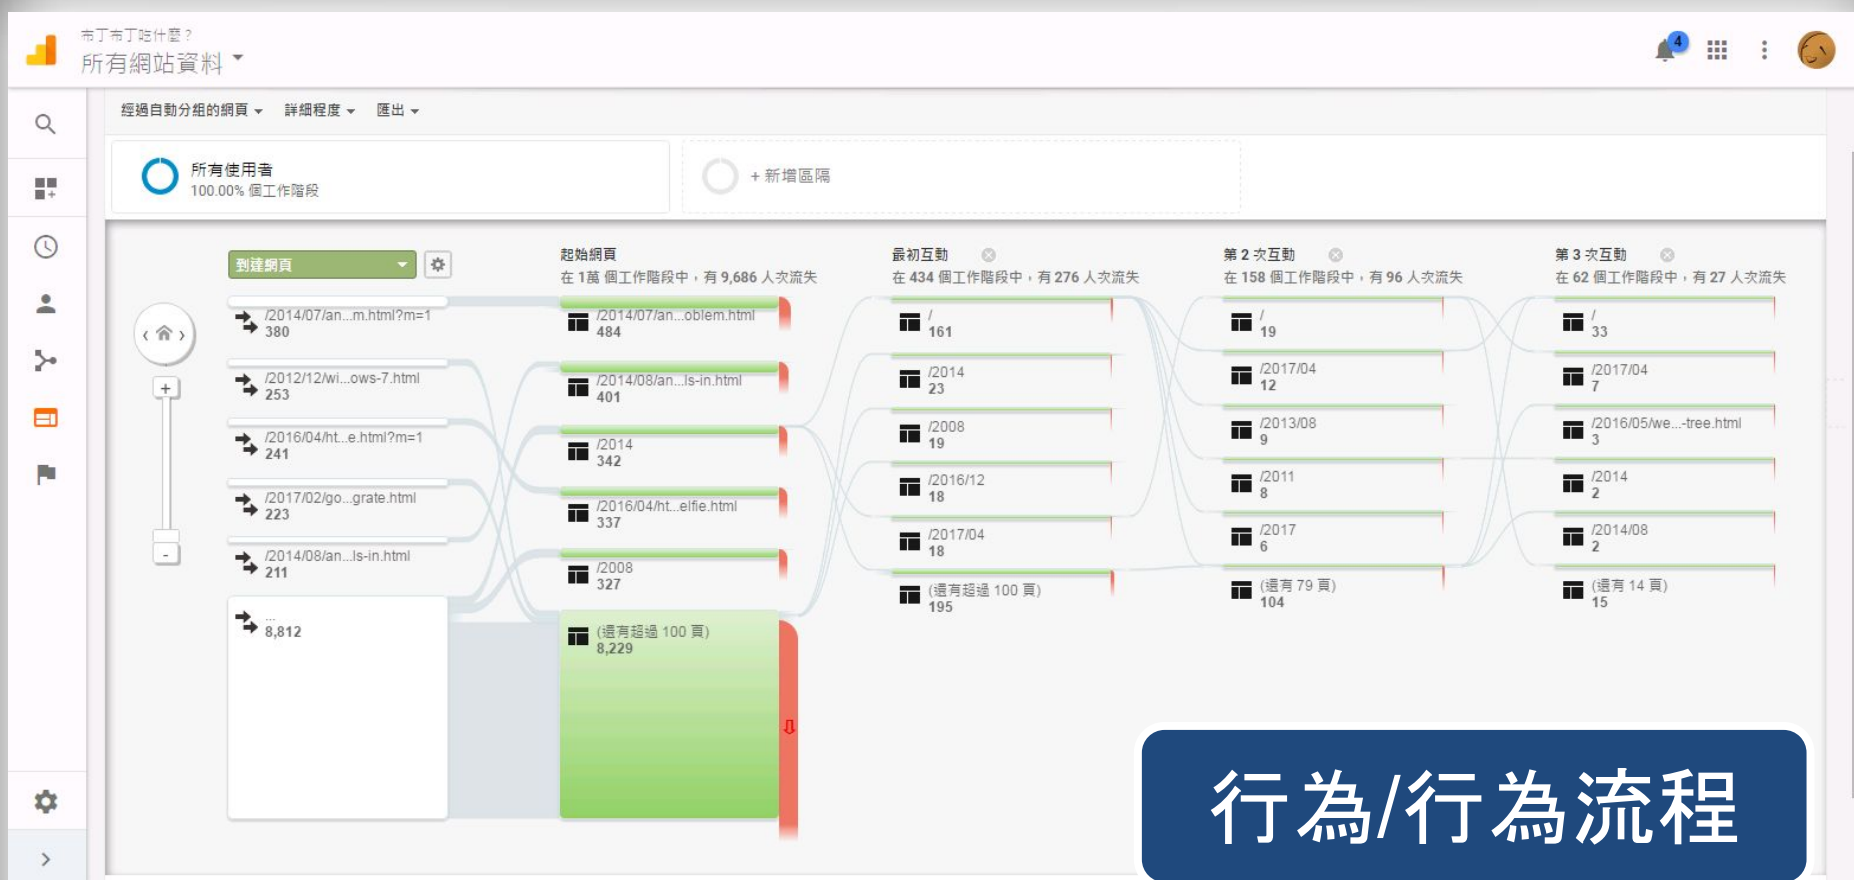 布丁布丁吃什麼？
所有網站資料
4
經過自動分組的網頁 詳細程度 匯出
所有使用者
100.00% 個工作階段
+ 新增區隔
到達網頁
/2014/07/an...m.html?m=1
380
/2012/12/wi...ows-7.html
253
/2016/04/ht...e.html?m=1
241
/2017/02/go...grate.html
223
/2014/08/an...ls-in.html
211
...
8,812
+
-
起始網頁
在 1萬 個工作階段中，有 9,686 人次流失
/2014/07/an...oblem.html
484
/2014/08/an...ls-in.html
401
/2014
342
/2016/04/ht...elfie.html
337
/2008
327
(還有超過 100 頁)
8,229
最初互動
在 434 個工作階段中，有 276 人次流失
/
161
/2014
23
/2008
19
/2016/12
18
/2017/04
18
(還有超過 100 頁)
195
第 2 次互動
在 158 個工作階段中，有 96 人次流失
/
19
/2017/04
12
/2013/08
9
/2011
8
/2017
6
(還有 79 頁)
104
第 3 次互動
在 62 個工作階段中，有 27 人次流失
/
33
/2017/04
7
/2016/05/we...-tree.html
3
/2014
2
/2014/08
2
(還有 14 頁)
15
行為/行為流程